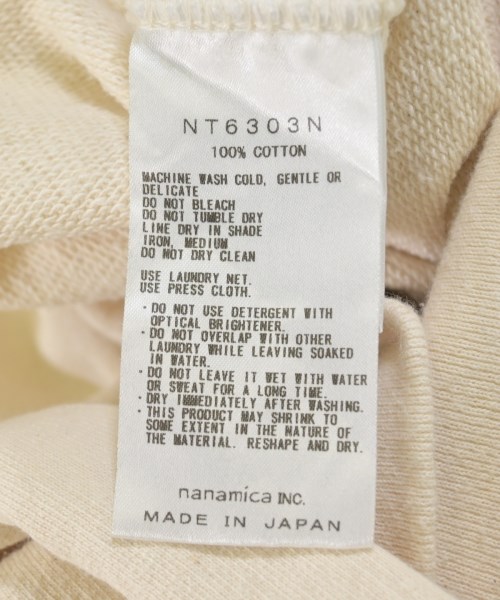 NT6303N
100% COTTON
MACHINE WASH COLD, GENTLE OR
DELICATE
DO NOT BLEACH
DO NOT TUMBLE DRY
LINE DRY IN SHADE
IRON, MEDIUM
DO NOT DRY CLEAN
USE LAUNDRY NET.
USE PRESS CLOTH.
・DO NOT USE DETERGENT WITH
OPTICAL BRIGHTENER.
・DO NOT OVERLAP WITH OTHER
LAUNDRY WHILE LEAVING SOAKED
IN WATER.
・DO NOT LEAVE IT WET WITH WATER
OR SWEAT FOR A LONG TIME.
・DRY IMMEDIATELY AFTER WASHING.
・THIS PRODUCT MAY SHRINK TO
SOME EXTENT IN THE NATURE OF
THE MATERIAL. RESHAPE AND DRY.
nanamica INC.
MADE IN JAPAN